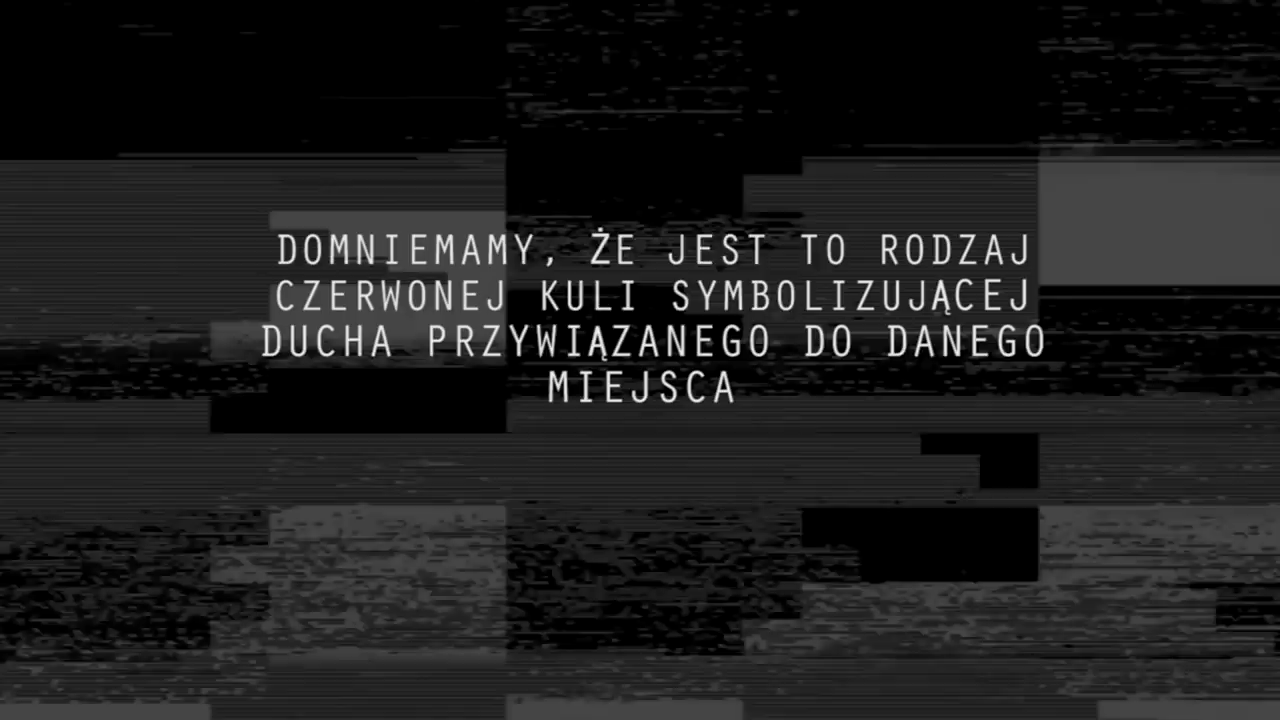 DOMNIEMAMY, ŻE JEST TO RODZAJ
CZERWONEJ KULI SYMBOLIZUJĄCEJ
DUCHA PRZYWIĄZANEGO DO DANEGO
MIEJSCA